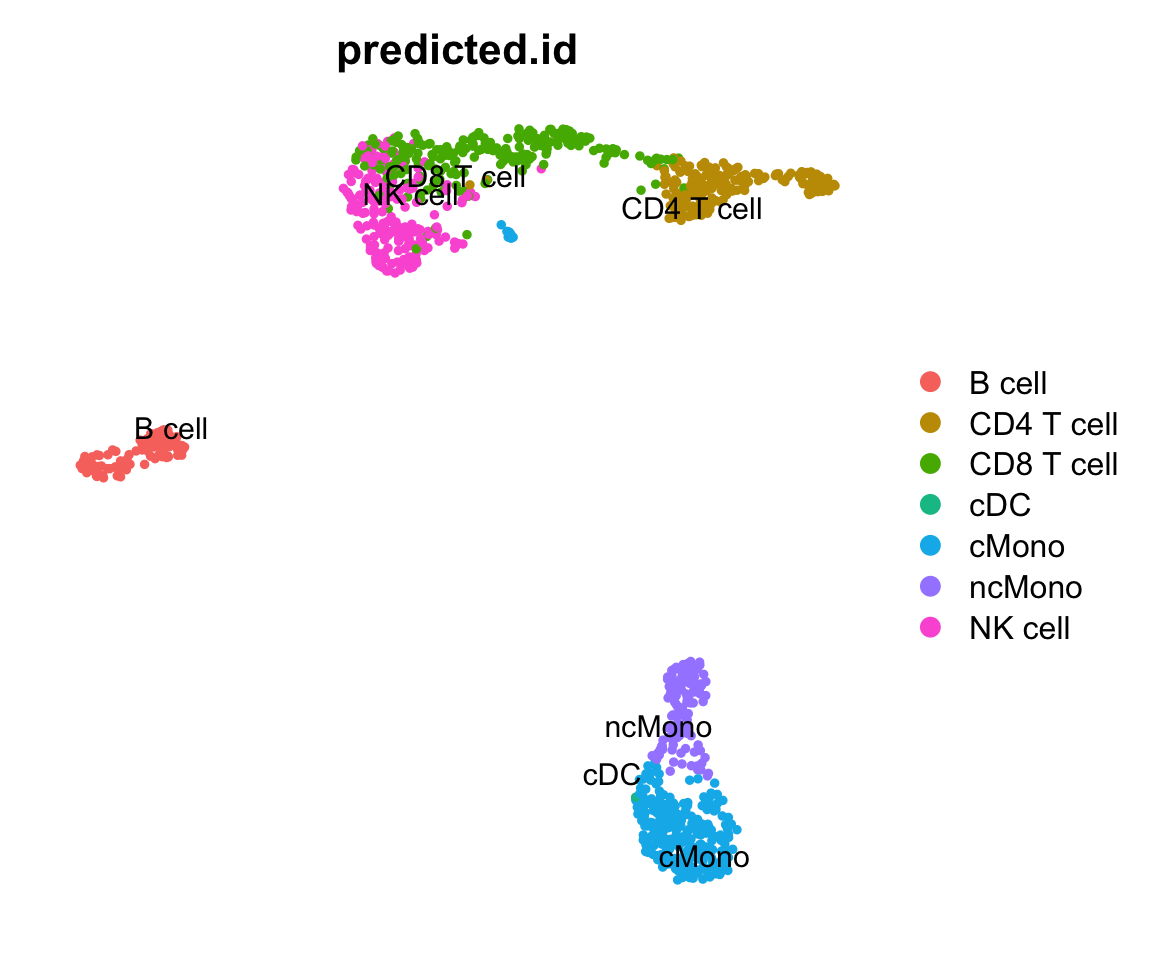 predicted.id
CD8 T cell
NK cell
CD4 T cell
B cell
B cell
CD4 T cell
CD8 T cell
cDC
cMono
ncMono
NK cell
ncMono
cDC
cMono